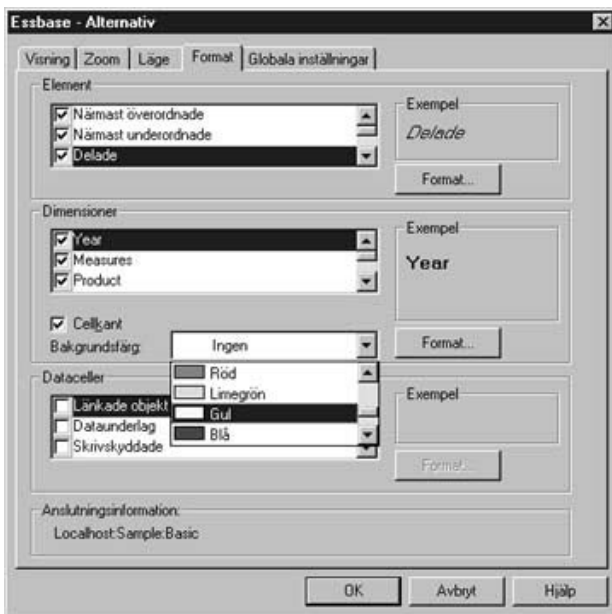 Essbase - Alternativ
Visning Zoom Läge Format Globala inställningar
Element
Närmast överordnade
Närmast underordnade
Delade
Exempel
Delade
Format...
Dimensioner
Year
Measures
Product
Exempel
Year
Cellkant
Bakgrundsfärg: Ingen
Format...
Röd
Limegrön
Gul
Blå
Dataceller
Länkade objekt
Dataunderlag
Skrivskyddade
Exempel
Format...
Anslutningsinformation:
Localhost:Sample:Basic
OK Avbryt Hjälp